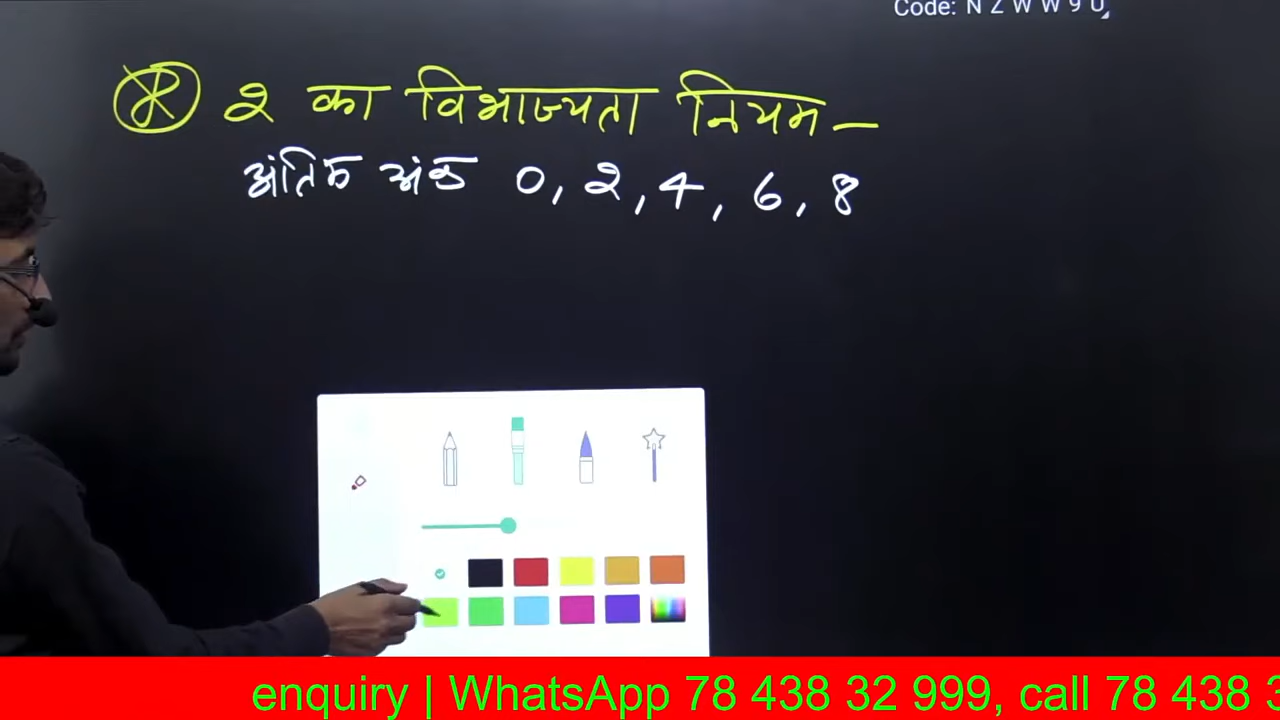 Code: N Z W W 9 U
2 का विभाज्यता नियम -
अंतिम अंक 0, 2, 4, 6, 8
enquiry | WhatsApp 78 438 32 999, call 78 438 3